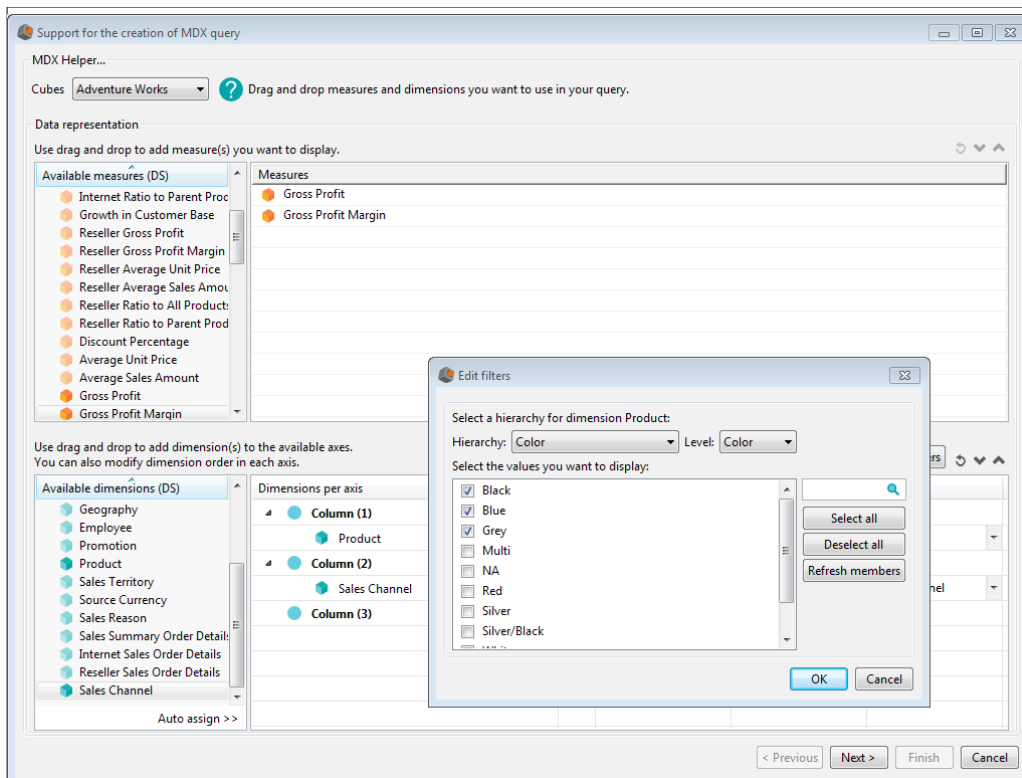 Support for the creation of MDX query
MDX Helper...
Cubes Adventure Works ? Drag and drop measures and dimensions you want to use in your query.
Data representation
Use drag and drop to add measure(s) you want to display.
Available measures (DS)
Internet Ratio to Parent Proc
Growth in Customer Base
Reseller Gross Profit
Reseller Gross Profit Margin
Reseller Average Unit Price
Reseller Average Sales Amou
Reseller Ratio to All Products
Reseller Ratio to Parent Prod
Discount Percentage
Average Unit Price
Average Sales Amount
Gross Profit
Gross Profit Margin
Measures
Gross Profit
Gross Profit Margin
Use drag and drop to add dimension(s) to the available axes.
You can also modify dimension order in each axis.
Available dimensions (DS)
Geography
Employee
Promotion
Product
Sales Territory
Source Currency
Sales Reason
Sales Summary Order Details
Internet Sales Order Details
Reseller Sales Order Details
Sales Channel
Auto assign >>
Dimensions per axis
Column (1)
Product
Column (2)
Sales Channel
Column (3)
Edit filters
Select a hierarchy for dimension Product:
Hierarchy: Color Level: Color
Select the values you want to display:
Black
Blue
Grey
Multi
NA
Red
Silver
Silver/Black
Select all
Deselect all
Refresh members
OK Cancel
rs
nel
< Previous Next > Finish Cancel